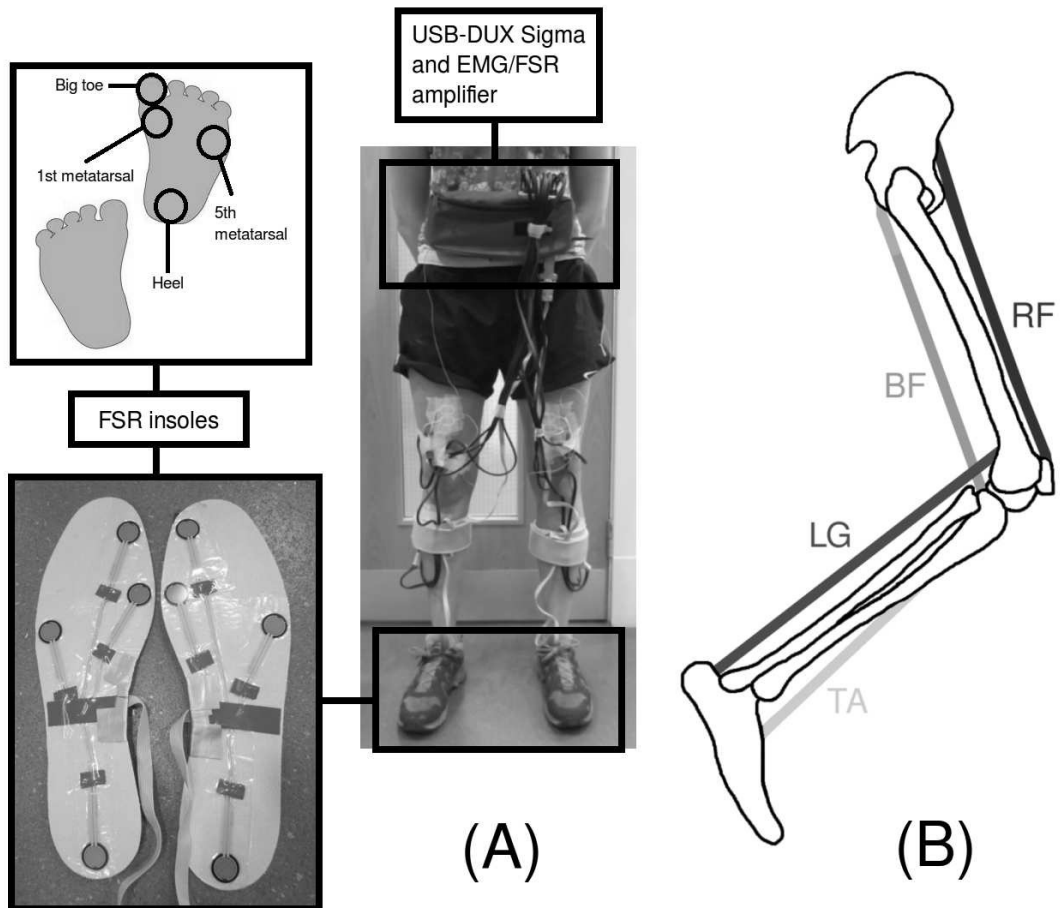 USB-DUX Sigma
and EMG/FSR
amplifier
Big toe
1st metatarsal
5th
metatarsal
Heel
FSR insoles
(A)
RF
BF
LG
TA
(B)